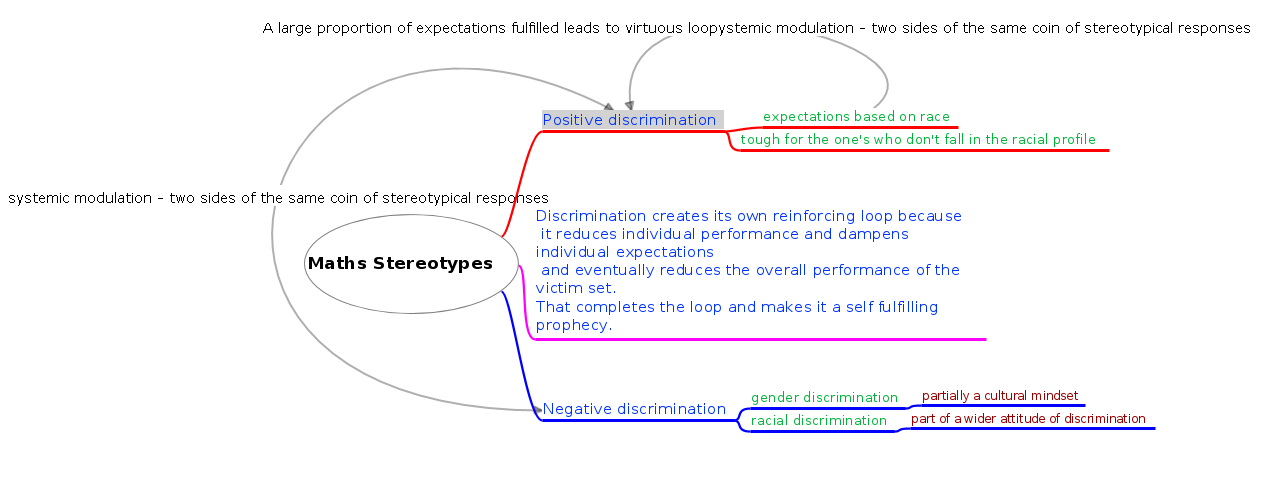 A large proportion of expectations fulfilled leads to virtuous loopystemic modulation - two sides of the same coin of stereotypical responses
Positive discrimination
expectations based on race
tough for the one's who don't fall in the racial profile
systemic modulation - two sides of the same coin of stereotypical responses
Maths Stereotypes
Discrimination creates its own reinforcing loop because
it reduces individual performance and dampens
individual expectations
and eventually reduces the overall performance of the
victim set.
That completes the loop and makes it a self fulfilling
prophecy.
Negative discrimination
gender discrimination
partially a cultural mindset
racial discrimination
part of a wider attitude of discrimination